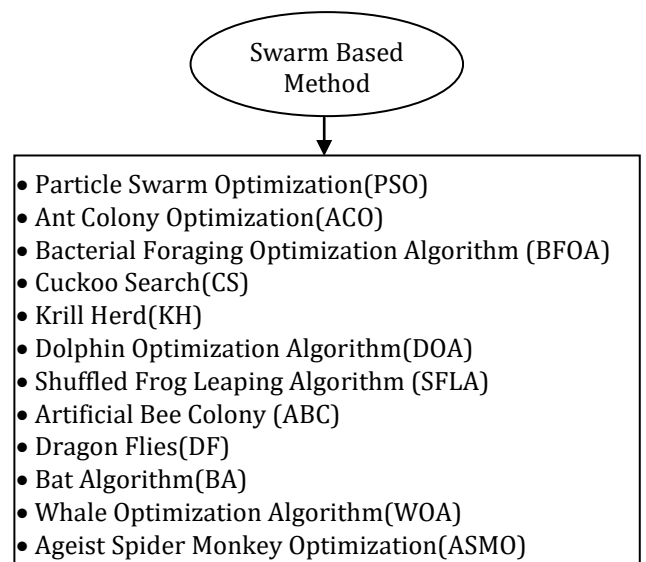 Swarm Based
Method
• Particle Swarm Optimization(PSO)
• Ant Colony Optimization(ACO)
• Bacterial Foraging Optimization Algorithm (BFOA)
• Cuckoo Search(CS)
• Krill Herd(KH)
• Dolphin Optimization Algorithm(DOA)
• Shuffled Frog Leaping Algorithm (SFLA)
• Artificial Bee Colony (ABC)
• Dragon Flies(DF)
• Bat Algorithm(BA)
• Whale Optimization Algorithm(WOA)
• Ageist Spider Monkey Optimization(ASMO)